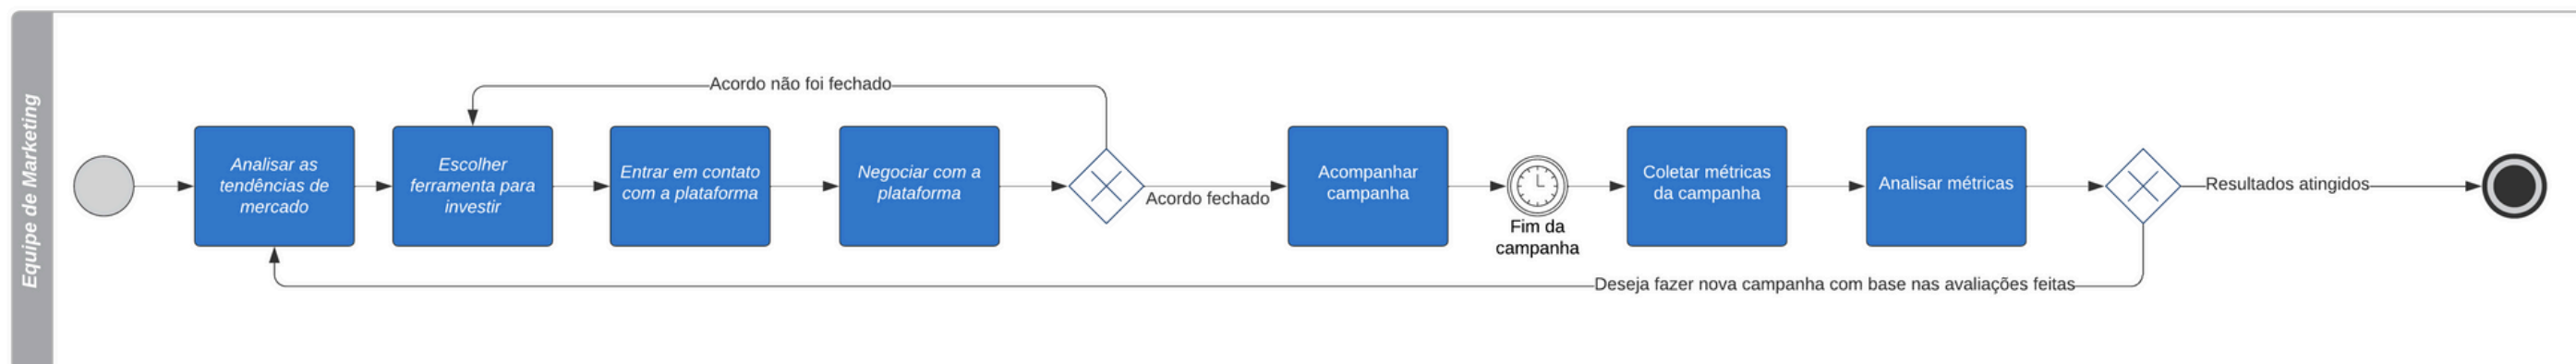 Equipe de Marketing
Acordo não foi fechado
Analisar as
tendências de
mercado
Escolher
ferramenta para
investir
Entrar em contato
com a plataforma
Negociar com a
plataforma
Acordo fechado
Acompanhar
campanha
Fim da
campanha
Coletar métricas
da campanha
Analisar métricas
Resultados atingidos
Deseja fazer nova campanha com base nas avaliações feitas